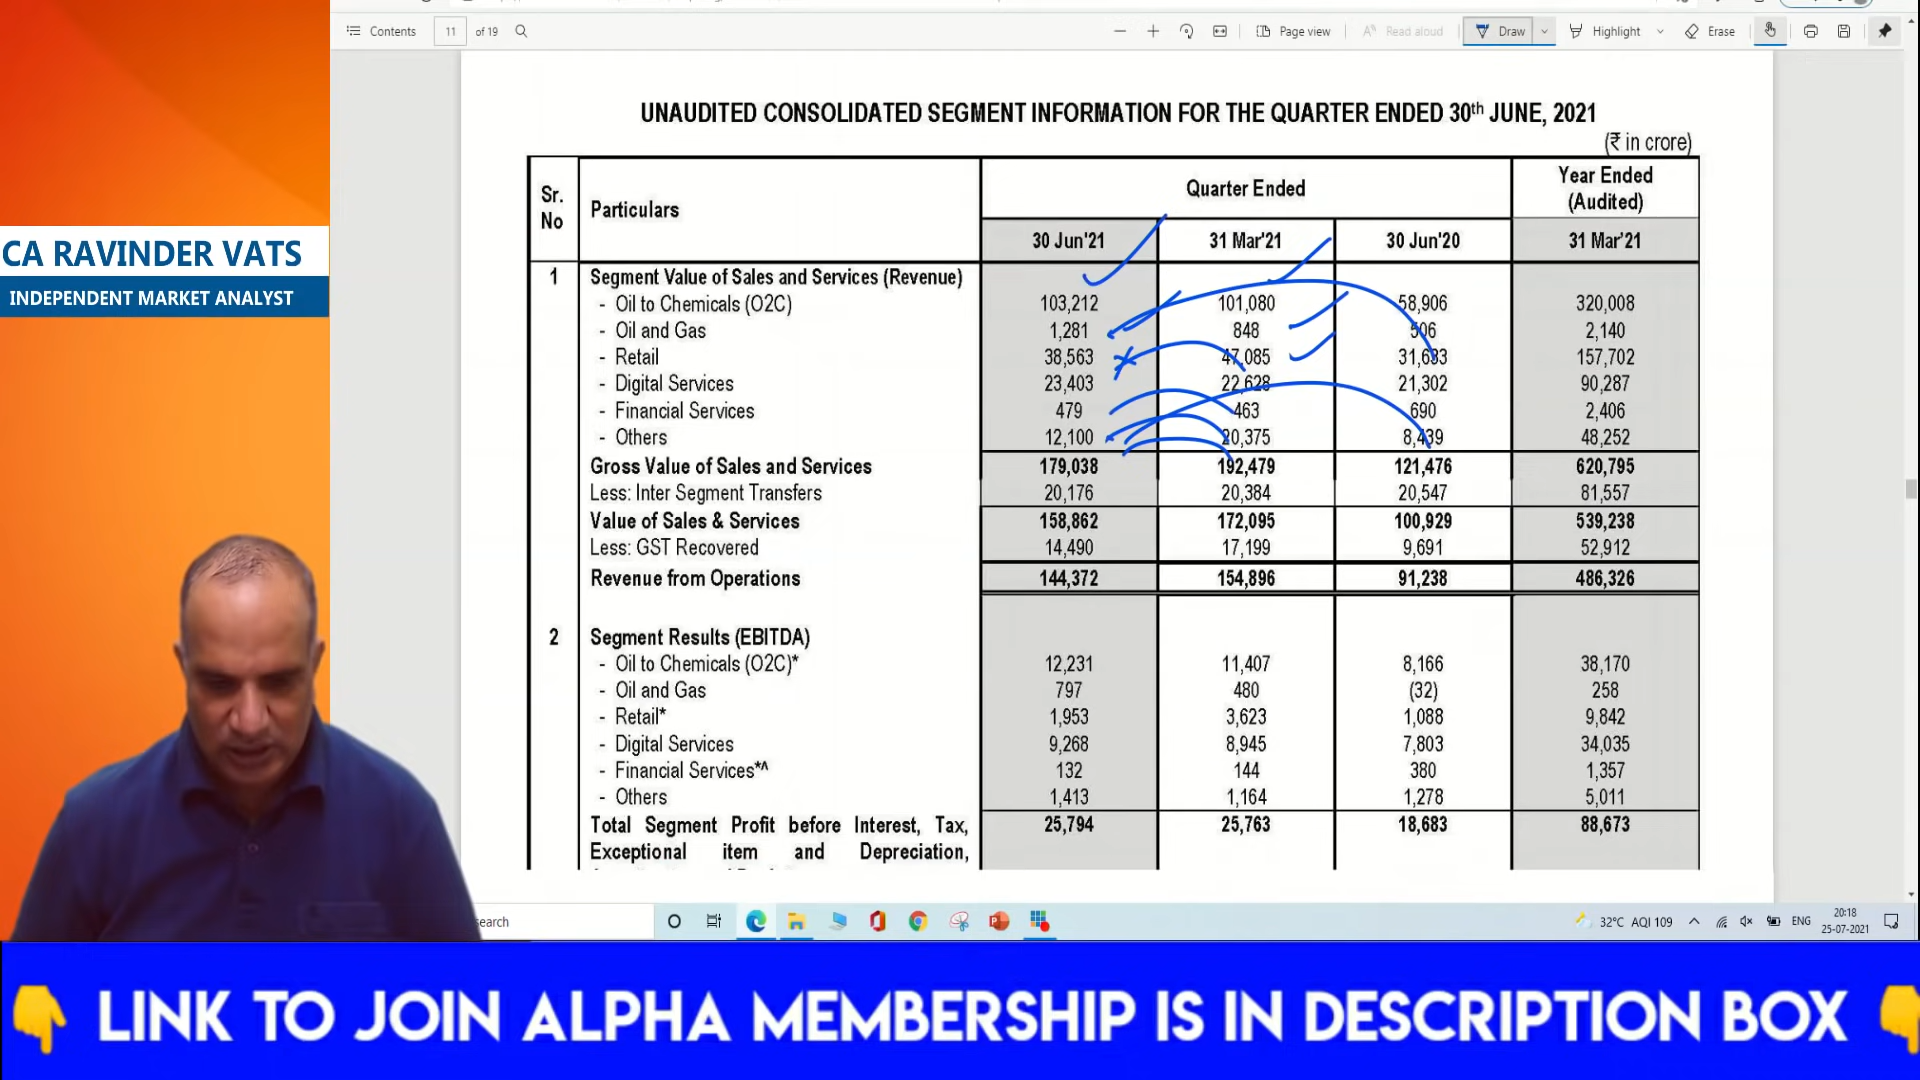 Contents 11 of 19 Page view Read aloud Draw Highlight Erase
UNAUDITED CONSOLIDATED SEGMENT INFORMATION FOR THE QUARTER ENDED 30th JUNE, 2021
(₹ in crore)
Sr. No Particulars Quarter Ended Year Ended (Audited)
30 Jun'21 31 Mar'21 30 Jun'20 31 Mar'21
1 Segment Value of Sales and Services (Revenue)
- Oil to Chemicals (O2C) 103,212 101,080 58,906 320,008
- Oil and Gas 1,281 848 506 2,140
- Retail 38,563 47,085 31,633 157,702
- Digital Services 23,403 22,628 21,302 90,287
- Financial Services 479 463 690 2,406
- Others 12,100 20,375 8,439 48,252
Gross Value of Sales and Services 179,038 192,479 121,476 620,795
Less: Inter Segment Transfers 20,176 20,384 20,547 81,557
Value of Sales & Services 158,862 172,095 100,929 539,238
Less: GST Recovered 14,490 17,199 9,691 52,912
Revenue from Operations 144,372 154,896 91,238 486,326
2 Segment Results (EBITDA)
- Oil to Chemicals (O2C)* 12,231 11,407 8,166 38,170
- Oil and Gas 797 480 (32) 258
- Retail* 1,953 3,623 1,088 9,842
- Digital Services 9,268 8,945 7,803 34,035
- Financial Services*^ 132 144 380 1,357
- Others 1,413 1,164 1,278 5,011
Total Segment Profit before Interest, Tax, 25,794 25,763 18,683 88,673
Exceptional item and Depreciation,
CA RAVINDER VATS
INDEPENDENT MARKET ANALYST
earch 32°C AQI 109 ENG 20:18
25-07-2021
LINK TO JOIN ALPHA MEMBERSHIP IS IN DESCRIPTION BOX